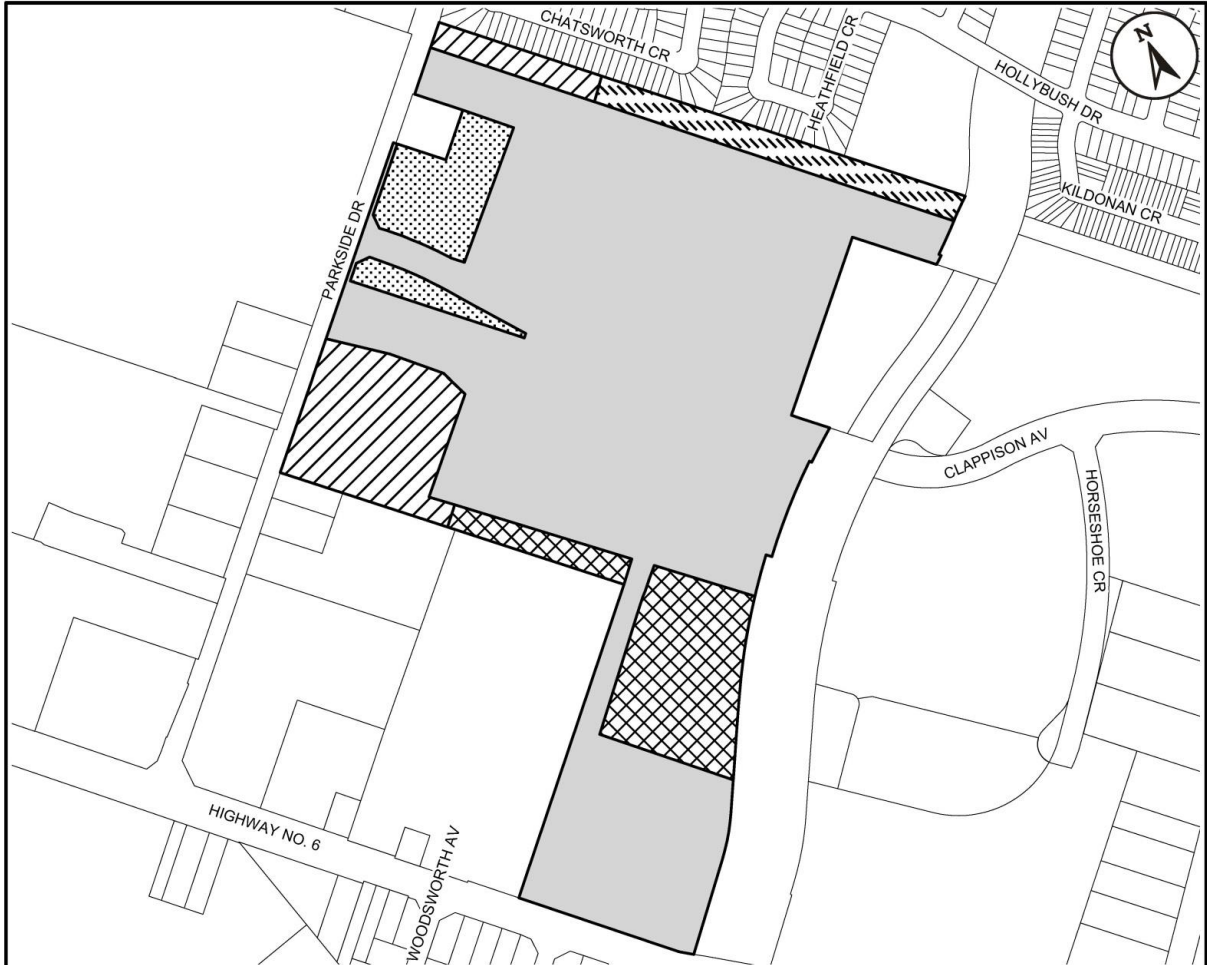 CHATSWORTH CR
HEATHFIELD CR
N
HOLLYBUSH DR
KILDONAN CR
PARKSIDE DR
CLAPPISON AV
HORSESHOE CR
HIGHWAY NO. 6
WOODSWORTH AV